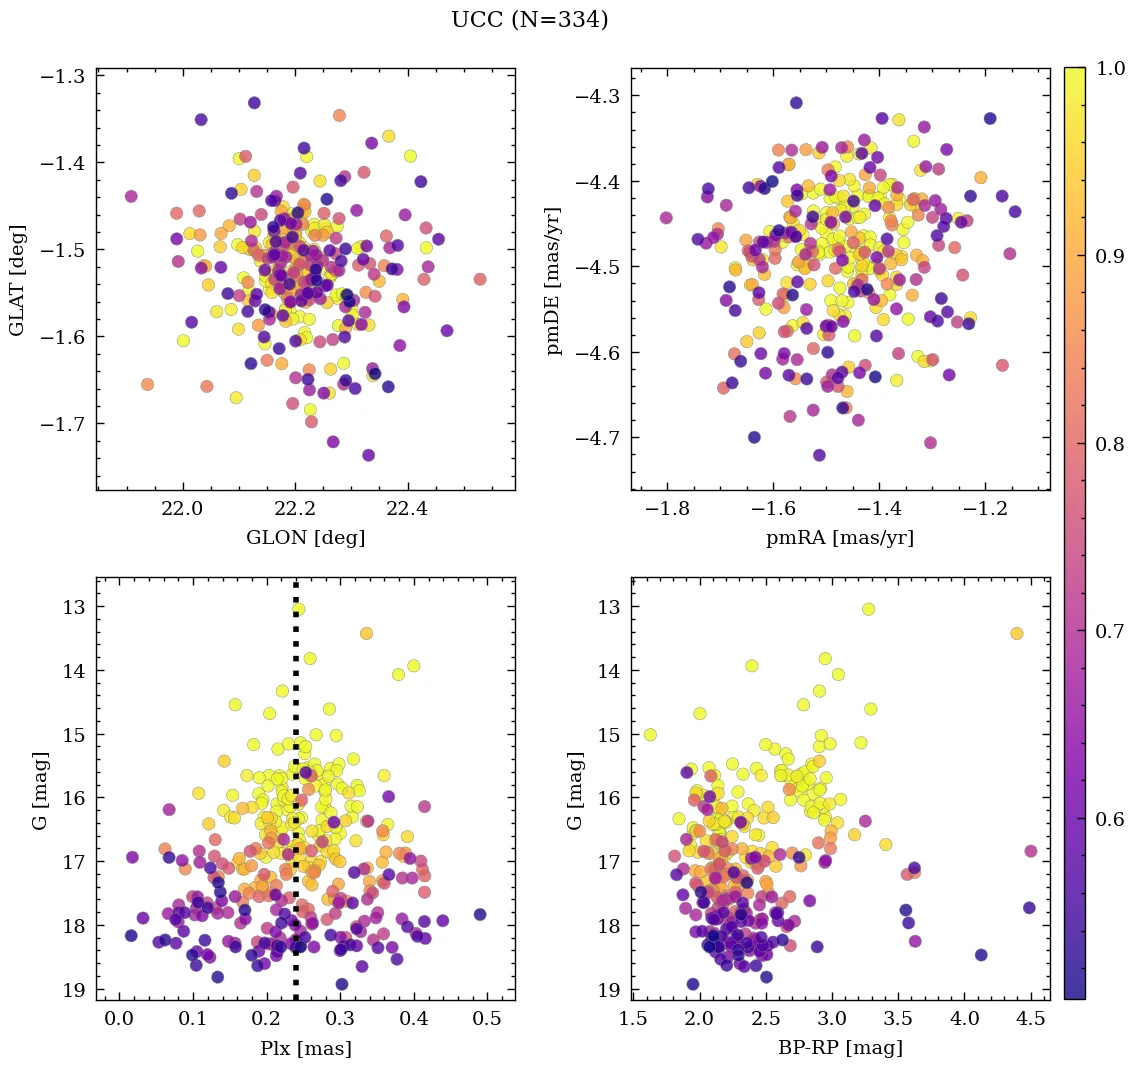 UCC (N=334)
−1.3
−1.4
−1.5
−1.6
−1.7
GLAT [deg]
22.0 22.2 22.4
GLON [deg]
−4.3
−4.4
−4.5
−4.6
−4.7
pmDE [mas/yr]
−1.8 −1.6 −1.4 −1.2
pmRA [mas/yr]
1.0
0.9
0.8
0.7
0.6
13
14
15
16
17
18
19
G [mag]
0.0 0.1 0.2 0.3 0.4 0.5
Plx [mas]
13
14
15
16
17
18
19
G [mag]
1.5 2.0 2.5 3.0 3.5 4.0 4.5
BP-RP [mag]